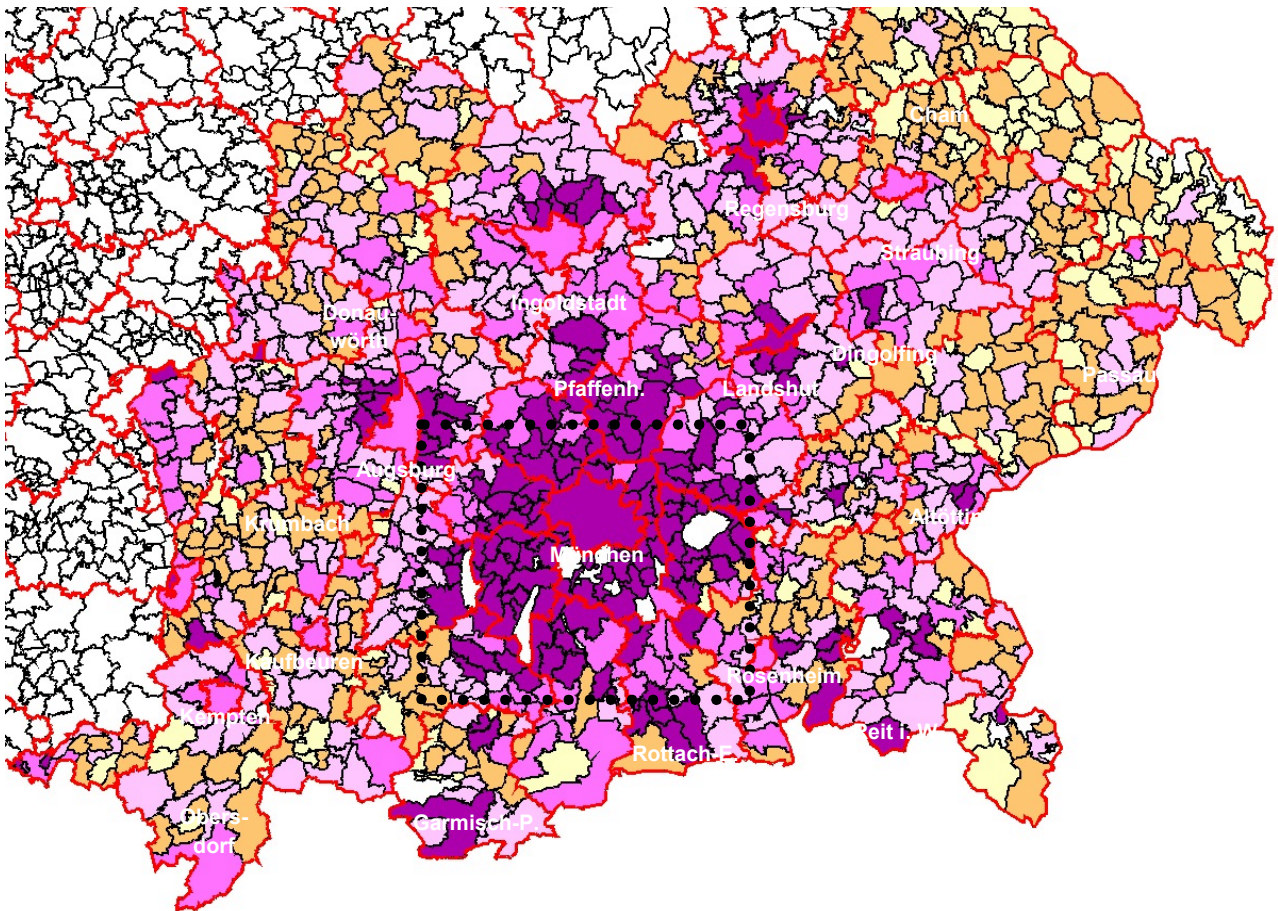 Cham
Regensburg
Straubing
Ingoldstadt
Donau-
wörth
Dingolfing
Passau
Pfaffenh.
Landshut
Augsburg
Krumbach
Altötting
München
Kaufbeuren
Rosenheim
Kempten
Reit i. W.
Rottach-E.
Obers-
dorf
Garmisch-P.